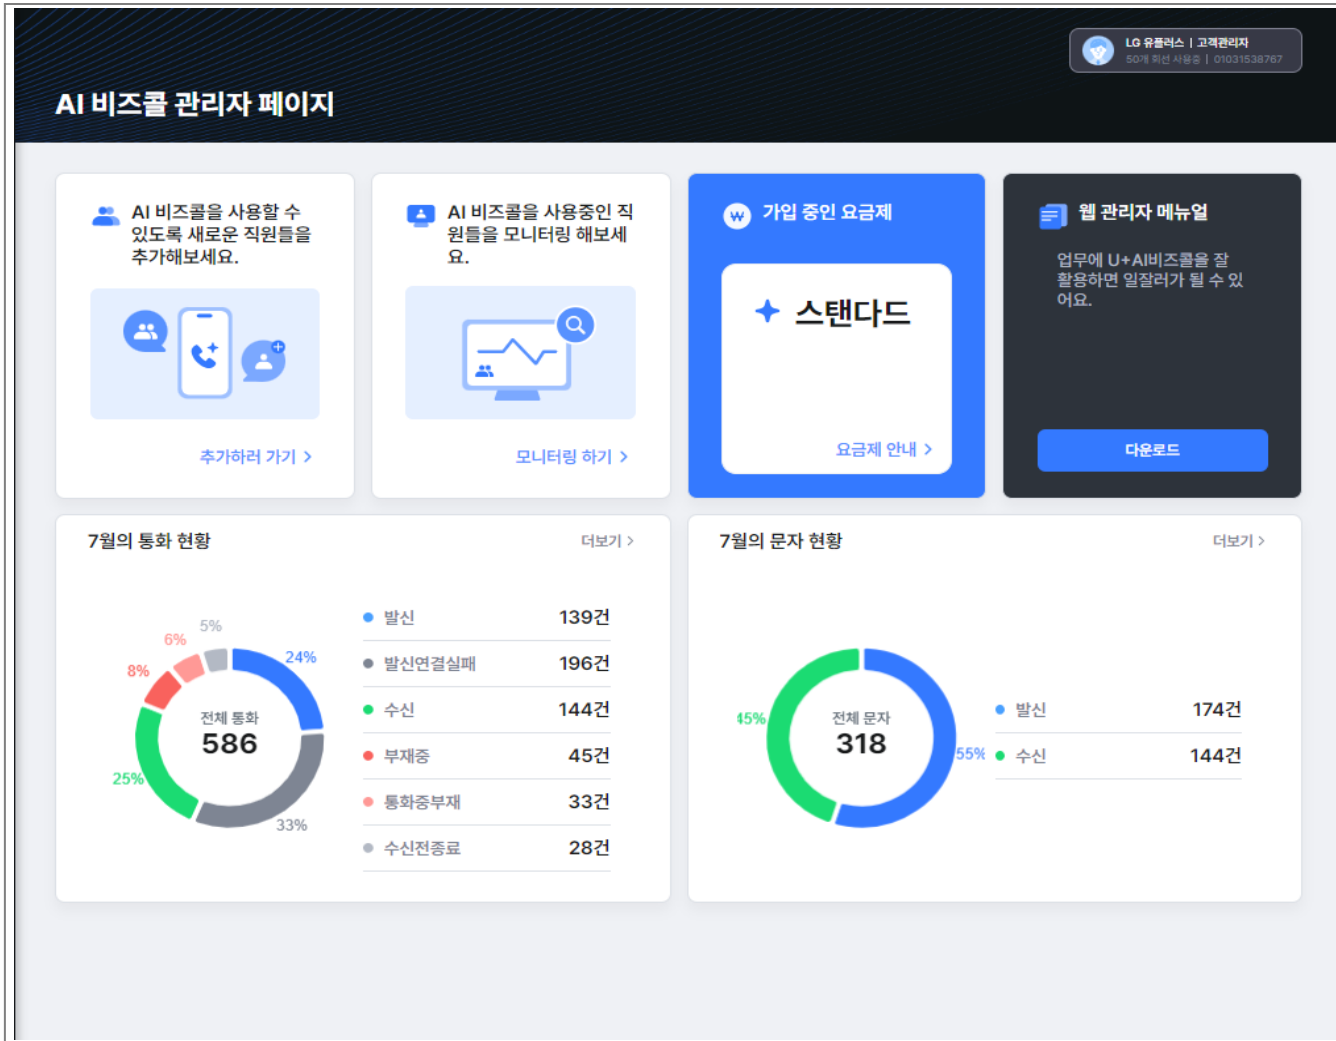 LG 유플러스 | 고객관리자
50개 회선 사용중 | 01031538767
AI 비즈콜 관리자 페이지
AI 비즈콜을 사용할 수
있도록 새로운 직원들을
추가해보세요.
추가하러 가기 >
AI 비즈콜을 사용중인 직
원들을 모니터링 해보세
요.
모니터링 하기 >
₩ 가입 중인 요금제
스탠다드
요금제 안내 >
웹 관리자 메뉴얼
업무에 U+AI비즈콜을 잘
활용하면 일잘러가 될 수 있
어요.
다운로드
7월의 통화 현황
더보기 >
5%
6%
8%
24%
25%
33%
전체 통화
586
발신 139건
발신연결실패 196건
수신 144건
부재중 45건
통화중부재 33건
수신전종료 28건
7월의 문자 현황
더보기 >
45%
55%
전체 문자
318
발신 174건
수신 144건